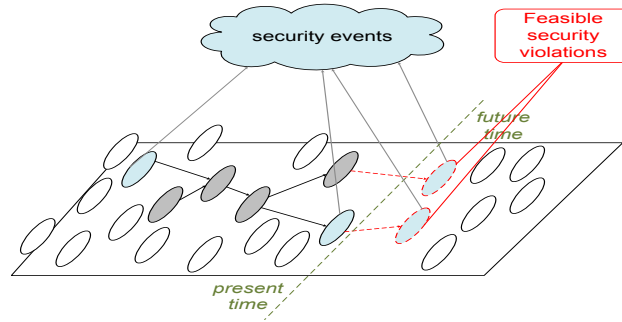 security events
Feasible
security
violations
future
time
present
time